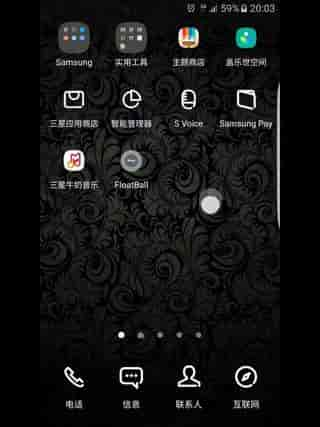 59% 20:03
Samsung 实用工具 主题商店 盖乐世空间
三星应用商店 智能管理器 S Voice Samsung Pay
三星牛奶音乐 FloatBall
电话 信息 联系人 互联网